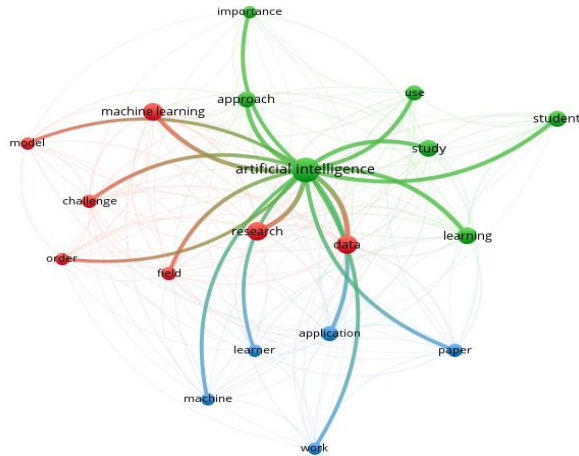 importance
use
approach
machine learning
student
model
study
artificial intelligence
challenge
research
learning
data
order
field
application
learner
paper
machine
work